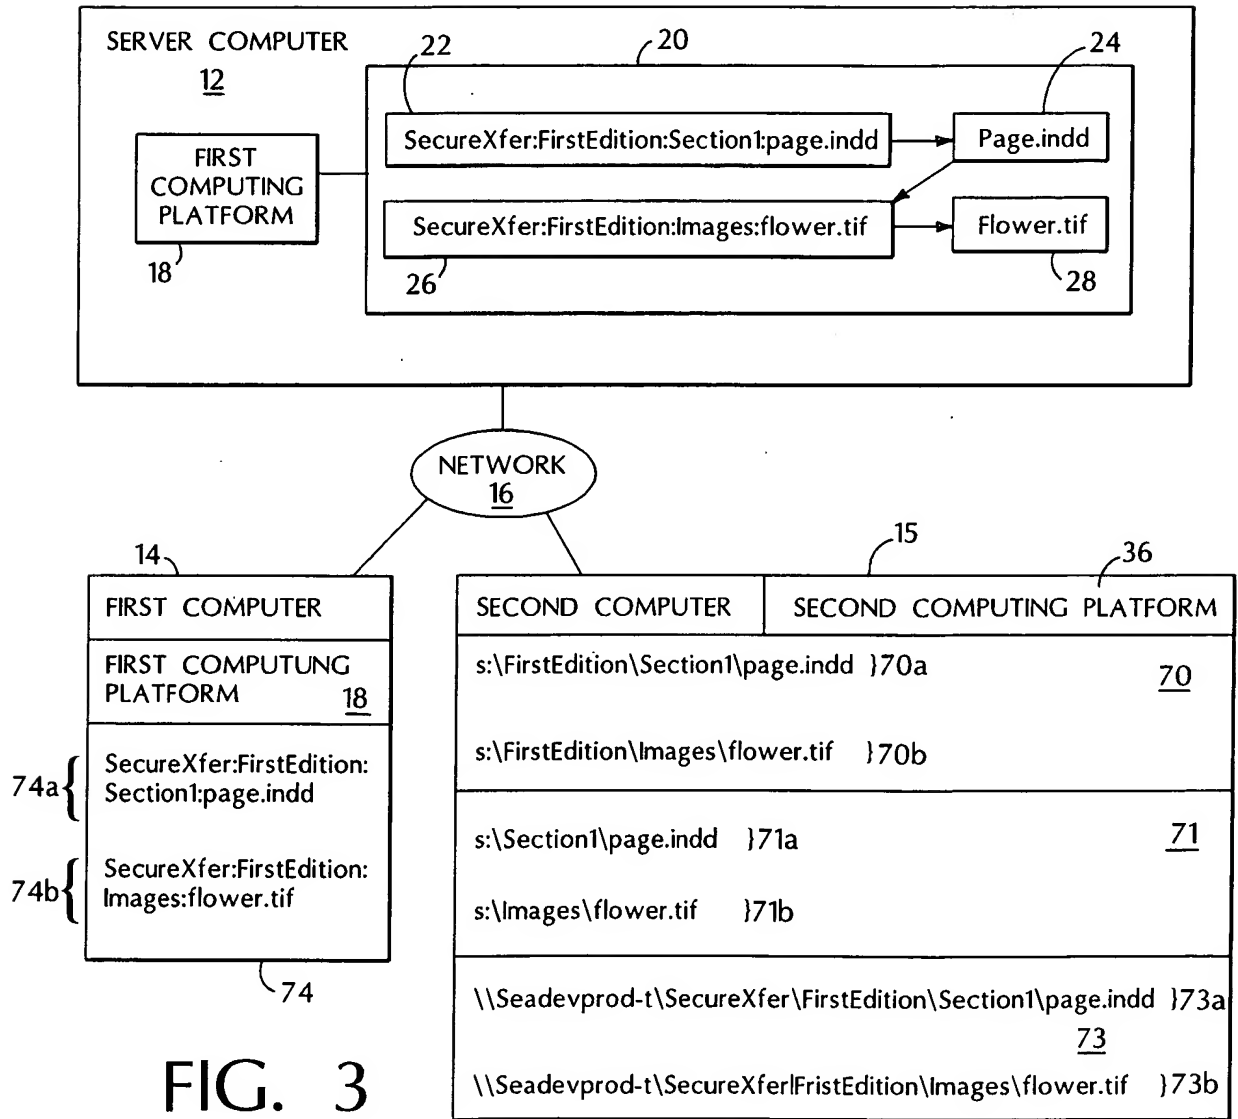 SERVER COMPUTER
12
20
22
24
SecureXfer:FirstEdition:Section1:page.indd
Page.indd
FIRST
COMPUTING
PLATFORM
18
SecureXfer:FirstEdition:Images:flower.tif
Flower.tif
26
28
NETWORK
16
14
FIRST COMPUTER
FIRST COMPUTUNG
PLATFORM 18
74a{ SecureXfer:FirstEdition:
Section1:page.indd
74b{ SecureXfer:FirstEdition:
Images:flower.tif
74
15
36
SECOND COMPUTER
SECOND COMPUTING PLATFORM
s:\FirstEdition\Section1\page.indd }70a
70
s:\FirstEdition\Images\flower.tif }70b
s:\Section1\page.indd }71a
71
s:\Images\flower.tif }71b
\\Seadevprod-t\SecureXfer\FirstEdition\Section1\page.indd }73a
73
\\Seadevprod-t\SecureXfer|FristEdition\Images\flower.tif }73b
FIG. 3